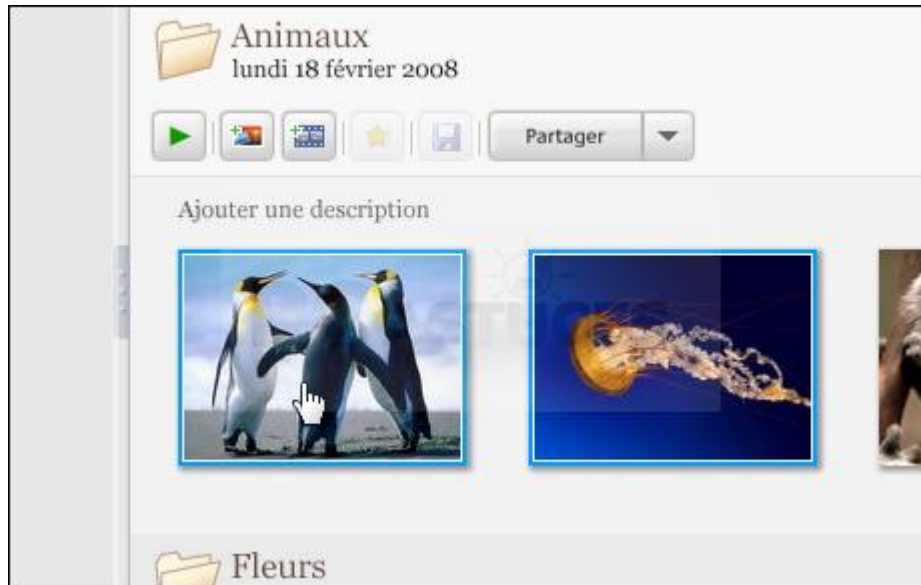 Animaux
lundi 18 février 2008
Partager
Ajouter une description
Fleurs